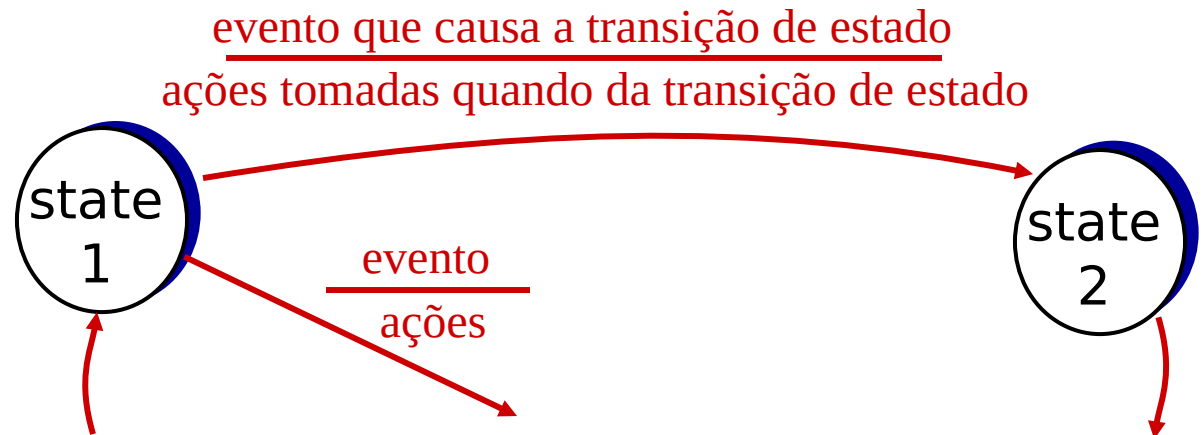 evento que causa a transição de estado
ações tomadas quando da transição de estado
state
1
evento
ações
state
2